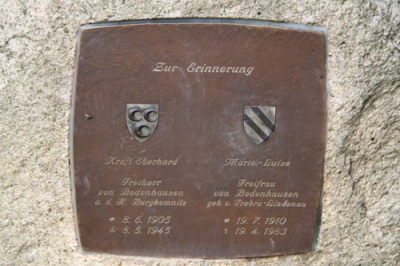 Zur Erinnerung
Kraft Eberhard
Freiherr
von Bodenhausen
a. d. H. Burgkemnitz
* 8. 6. 1905
8. 5. 1945
Marie-Luise
Freifrau
von Bodenhausen
geb. v. Trebra-Lindenau
* 19. 7. 1910
† 19. 4. 1983